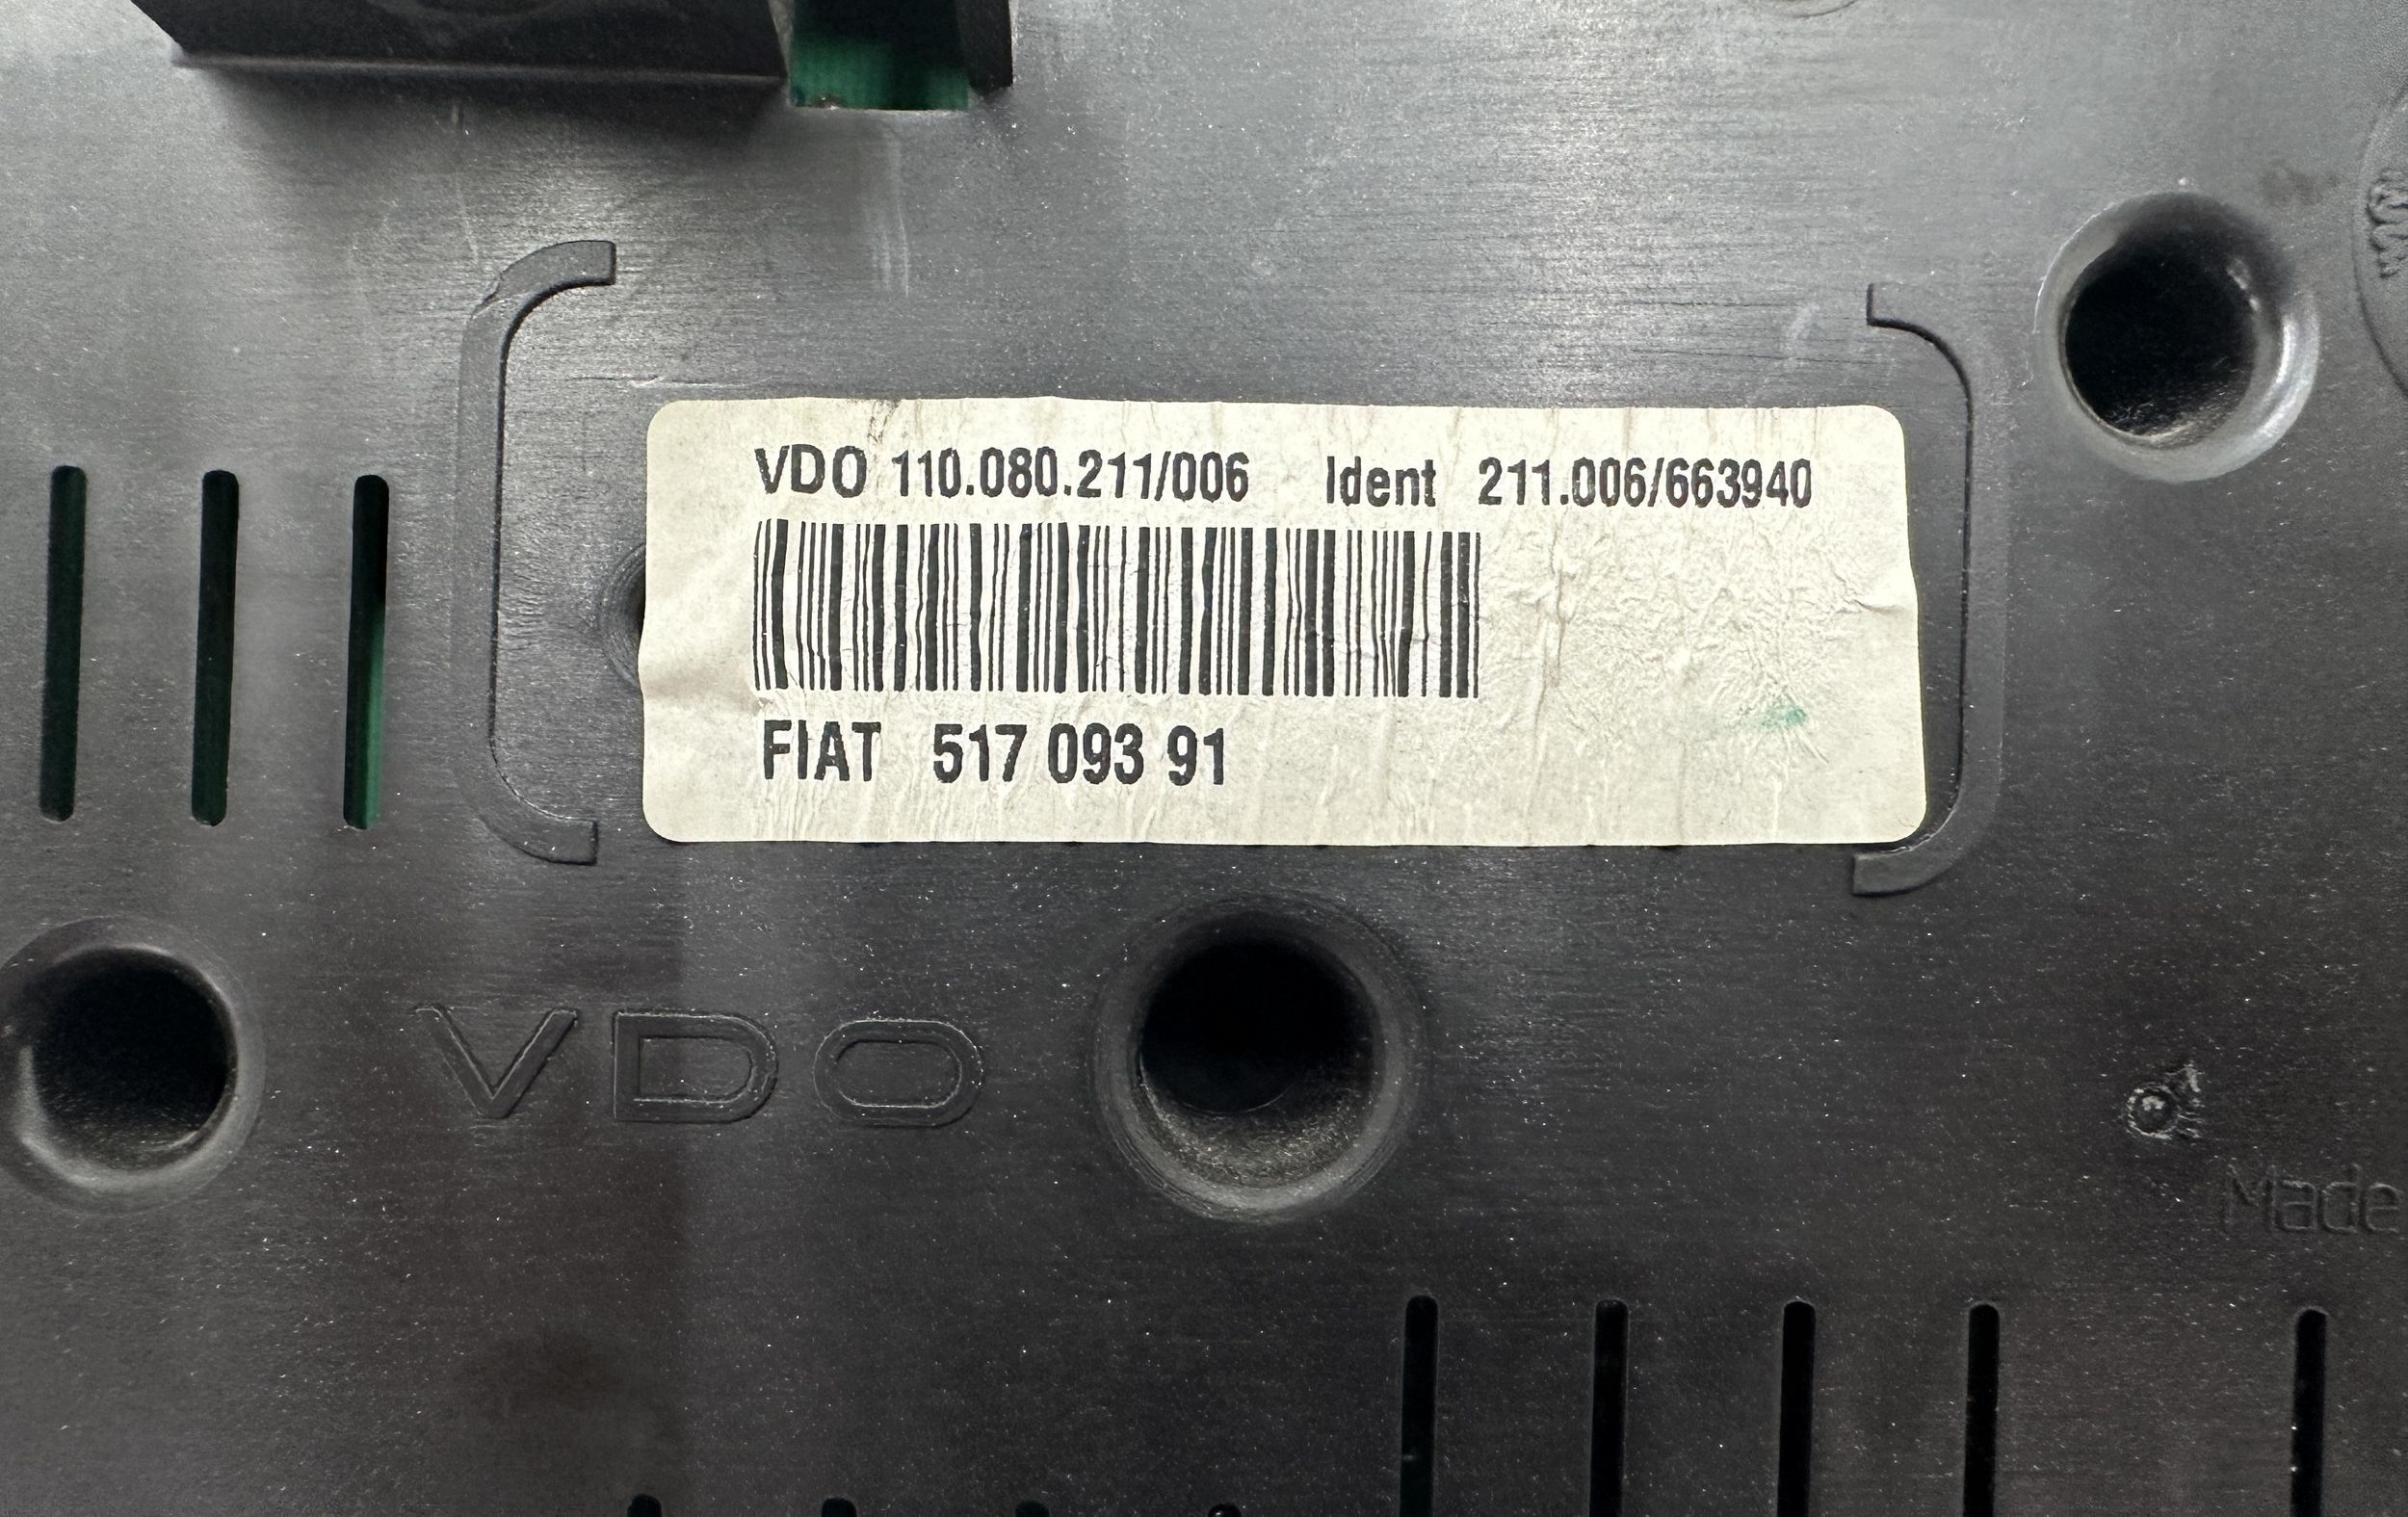 VDO 110.080.211/006 Ident 211.006/663940
FIAT 517 093 91
VDO
Made